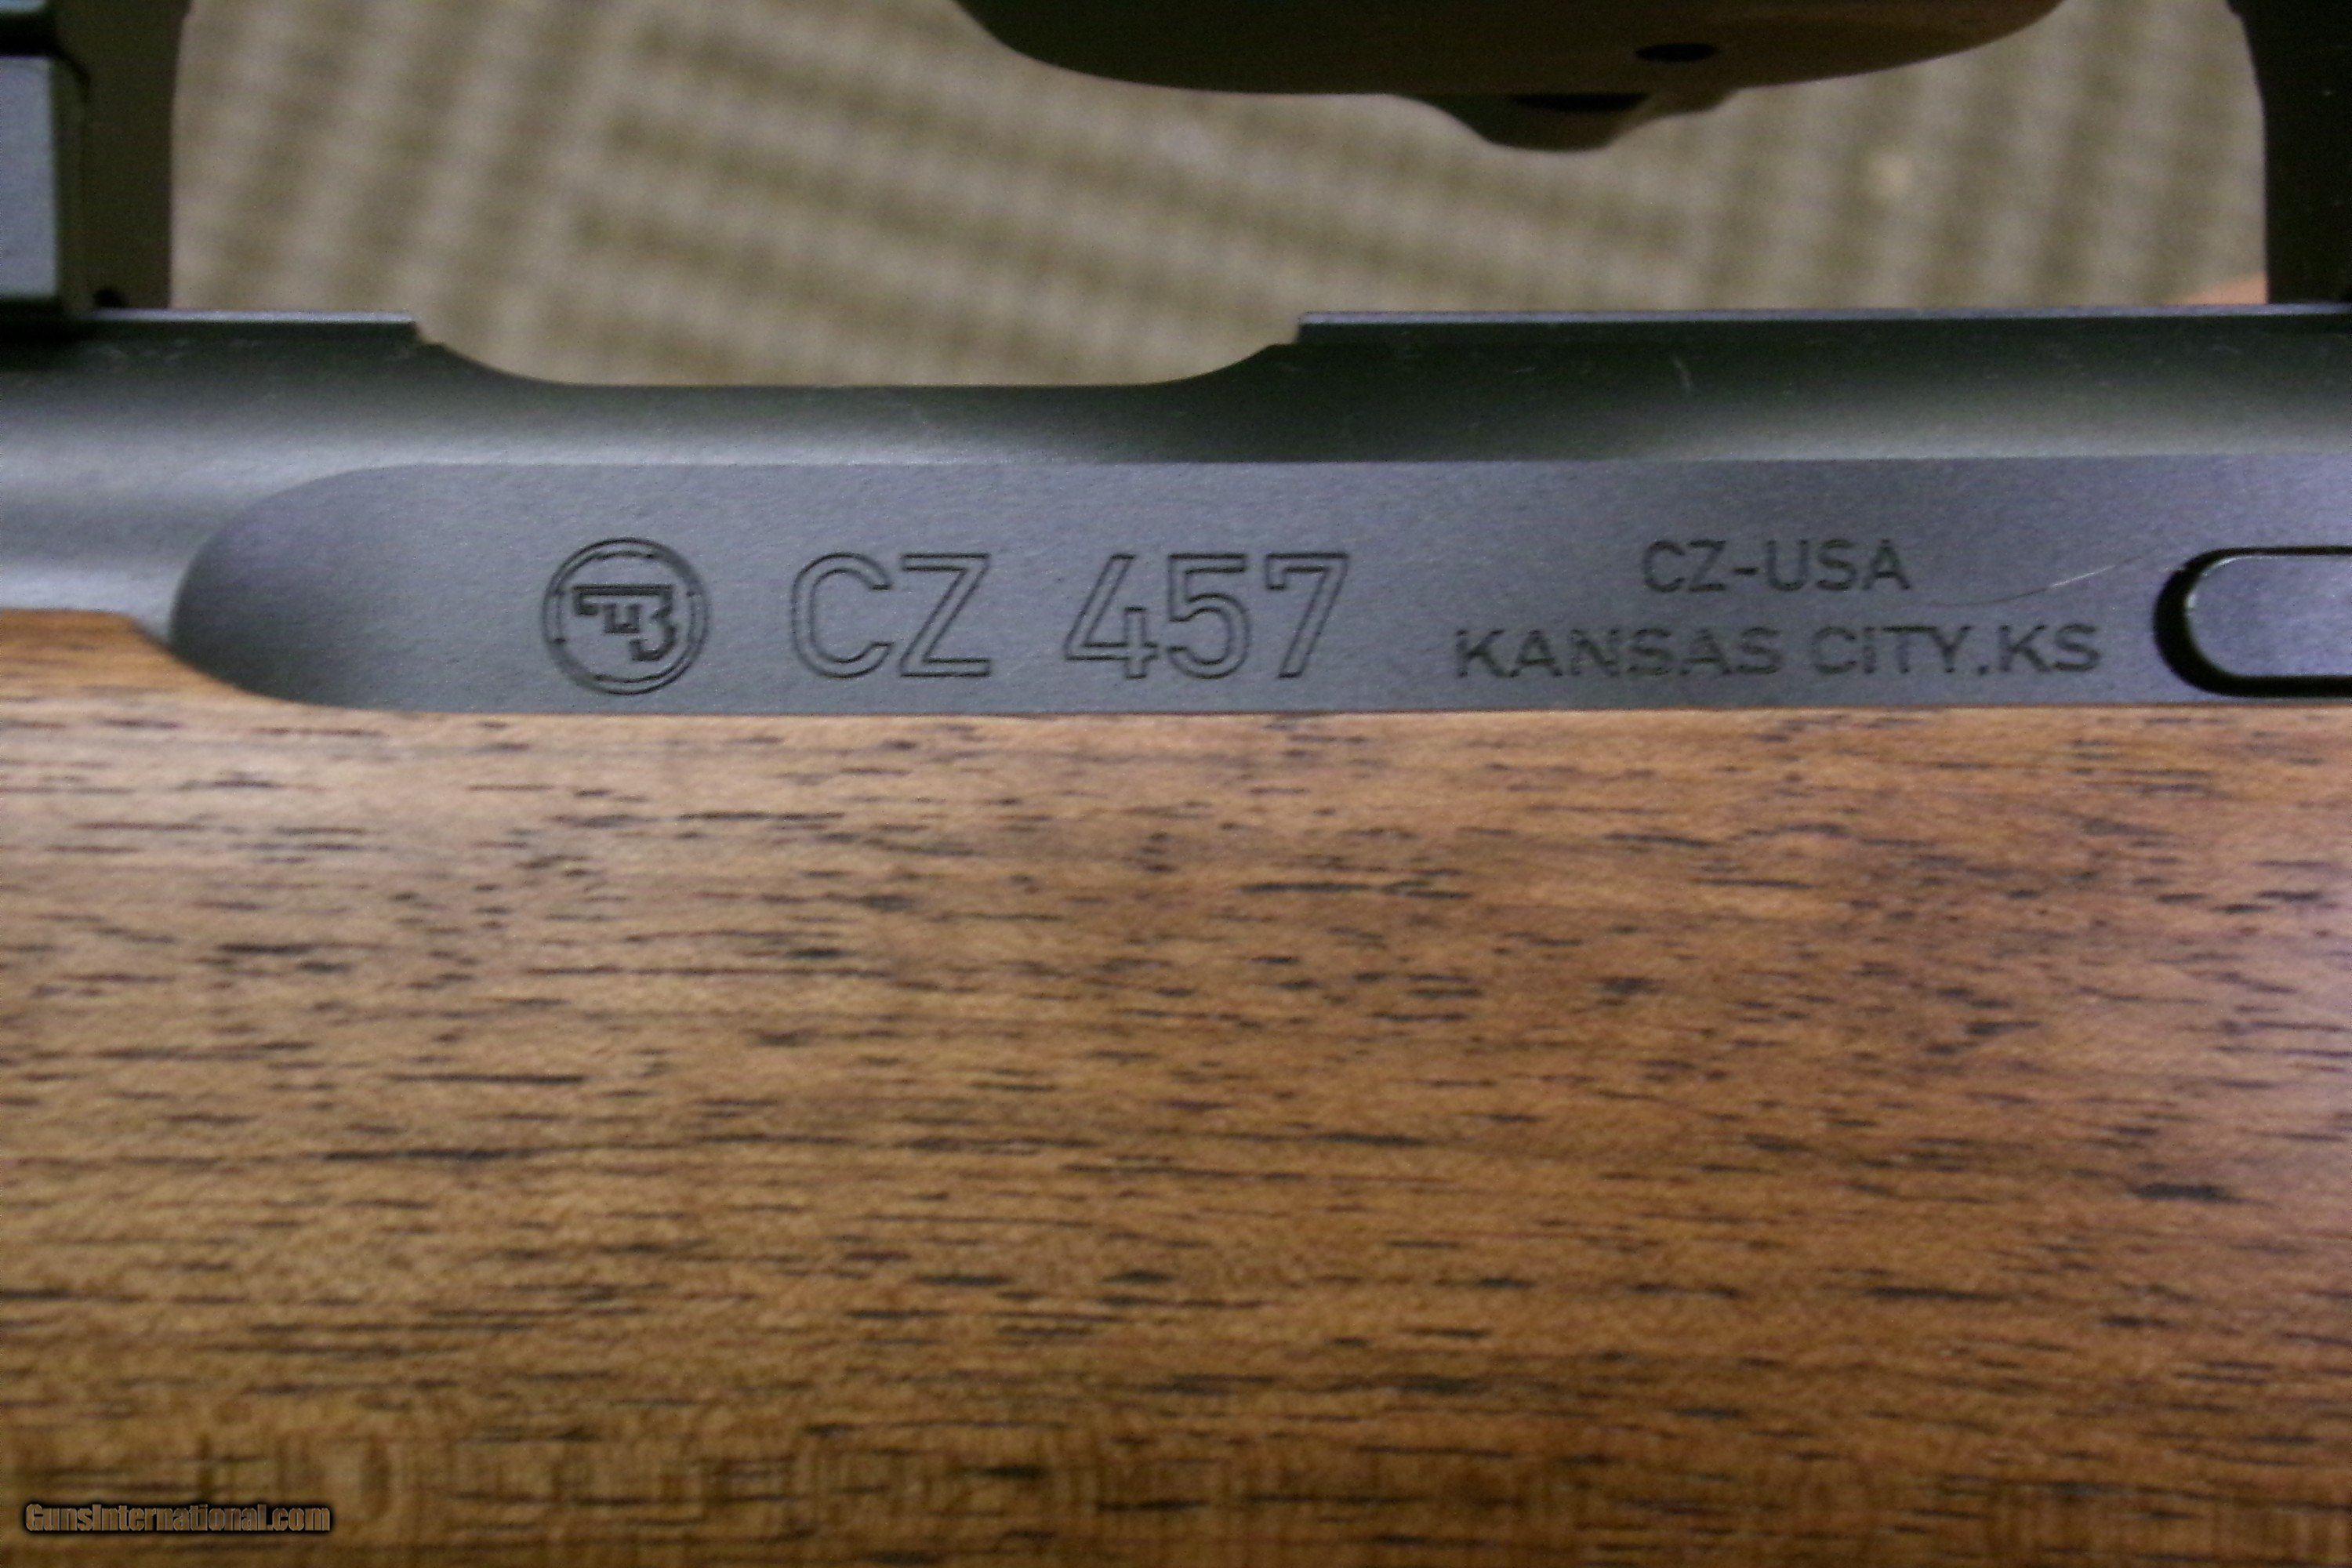 CZ 457
CZ-USA
KANSAS CITY.KS
GunsInternational.com